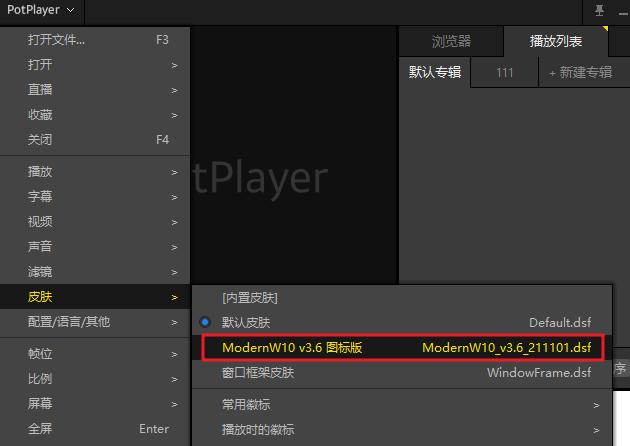 PotPlayer
浏览器 播放列表
默认专辑 111 + 新建专辑
打开文件... F3
打开 >
直播 >
收藏 >
关闭 F4
播放 >
字幕 >
视频 >
声音 >
滤镜 >
皮肤 >
配置/语言/其他 >
帧位 >
比例 >
屏幕 >
全屏 Enter
tPlayer
[内置皮肤]
默认皮肤 Default.dsf
ModernW10 v3.6 图标版 ModernW10_v3.6_211101.dsf
窗口框架皮肤 WindowFrame.dsf
常用徽标 >
播放时的徽标 >
序